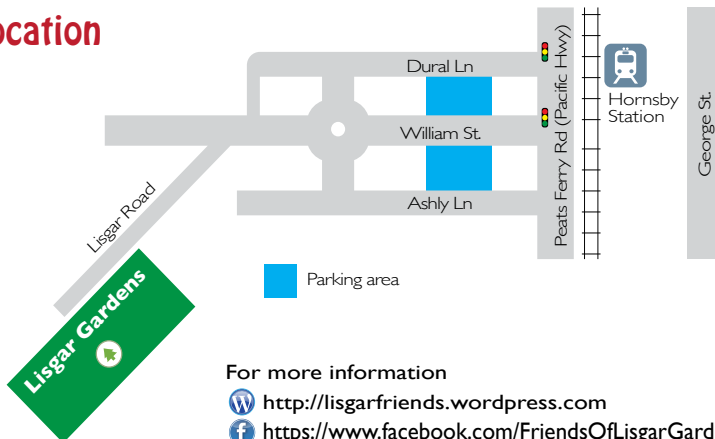 ocation
Dural Ln
William St.
Ashly Ln
Peats Ferry Rd (Pacific Hwy)
Hornsby
Station
George St.
Lisgar Road
Lisgar Gardens
Parking area
For more information
http://lisgarfriends.wordpress.com
https://www.facebook.com/FriendsOfLisgarGard